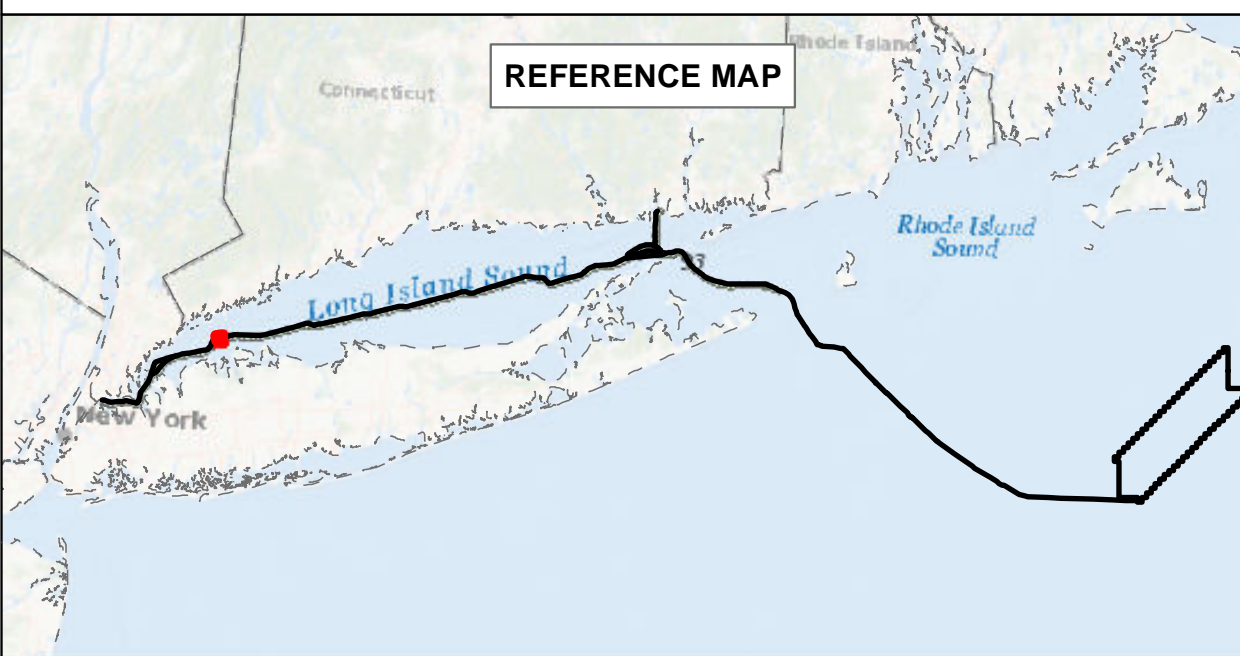 Rhode Island
REFERENCE MAP
Connecticut
Rhode Island
Sound
Long Island Sound
New York